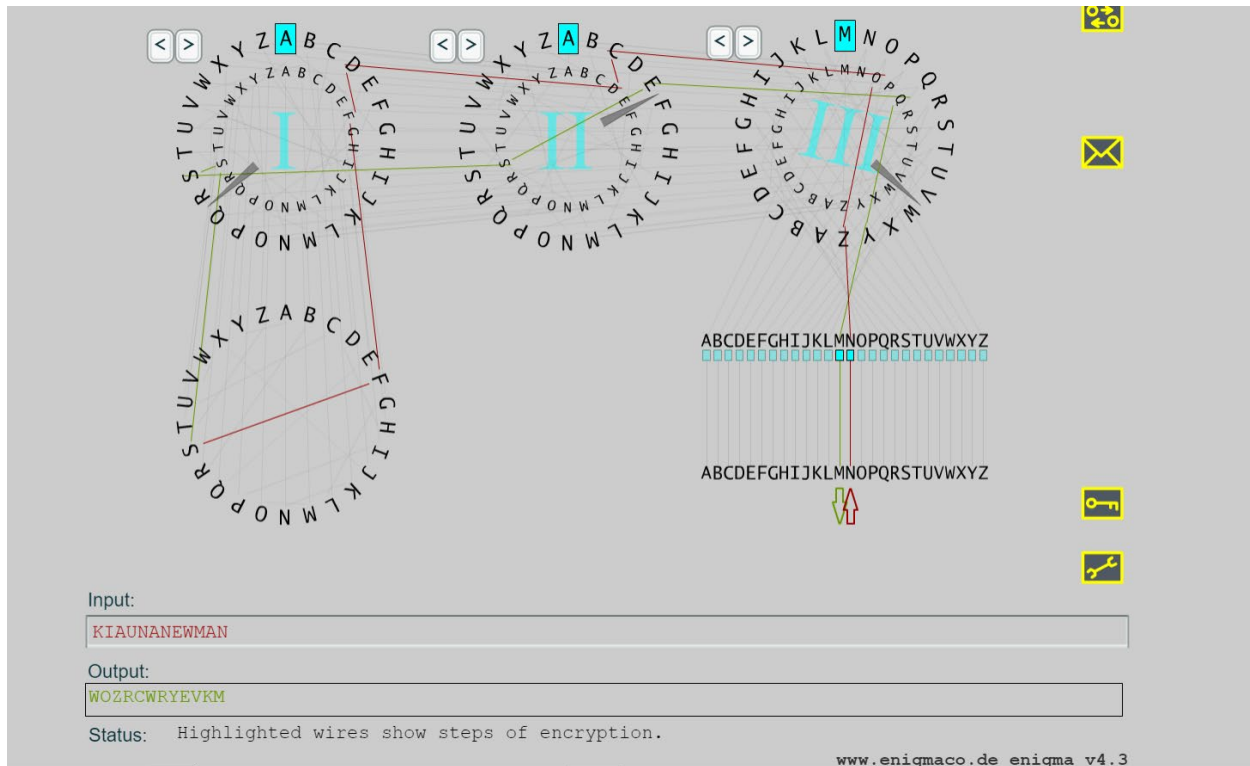 < > < > < >
A B C D E F G H I J K L M N O P Q R S T U V W X Y Z
A B C D E F G H I J K L M N O P Q R S T U V W X Y Z
I
A B C D E F G H I J K L M N O P Q R S T U V W X Y Z
A B C D E F G H I J K L M N O P Q R S T U V W X Y Z
II
M N O P Q R S T U V W X Y Z A B C D E F G H I J K L
M N O P Q R S T U V W X Y Z A B C D E F G H I J K L
III
A B C D E F G H I J K L M N O P Q R S T U V W X Y Z
ABCDEFGHIJKLMNOPQRSTUVWXYZ
ABCDEFGHIJKLMNOPQRSTUVWXYZ
Input:
KIAUNANEWMAN
Output:
WOZRCWRYEVKM
Status: Highlighted wires show steps of encryption.
www.enigmaco.de enigma v4.3